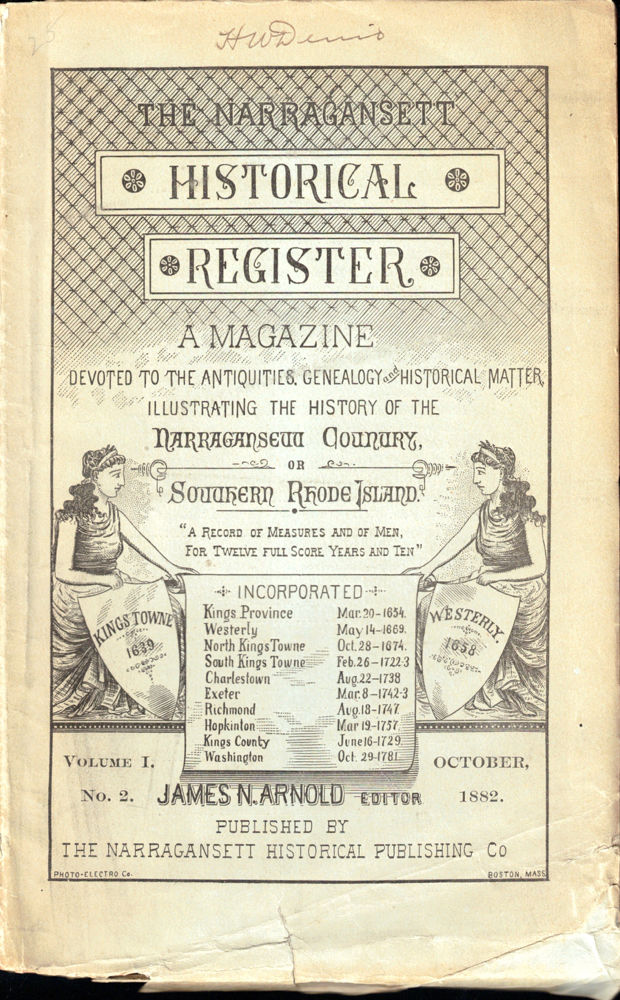 25
HWDenis
THE NARRAGANSETT
HISTORICAL
REGISTER.
A MAGAZINE
DEVOTED TO THE ANTIQUITIES, GENEALOGY and HISTORICAL MATTER,
ILLUSTRATING THE HISTORY OF THE
NARRAGANSETT COUNTRY,
OR
SOUTHERN RHODE ISLAND.
"A RECORD OF MEASURES AND OF MEN,
FOR TWELVE FULL SCORE YEARS AND TEN"
INCORPORATED
Kings Province Mar. 20-1654.
Westerly May 14-1669.
North Kings Towne Oct. 28-1674.
South Kings Towne Feb. 26-1722-3
Charlestown Aug. 22-1738
Exeter Mar. 8-1742-3
Richmond Aug. 18-1747
Hopkinton Mar 19-1757
Kings County June 16-1729
Washington Oct. 29-1781
KINGS TOWNE
1639
WESTERLY.
1658
VOLUME I. OCTOBER,
No. 2. JAMES N. ARNOLD EDITOR 1882.
PUBLISHED BY
THE NARRAGANSETT HISTORICAL PUBLISHING Co
PHOTO-ELECTRO Co. BOSTON, MASS.